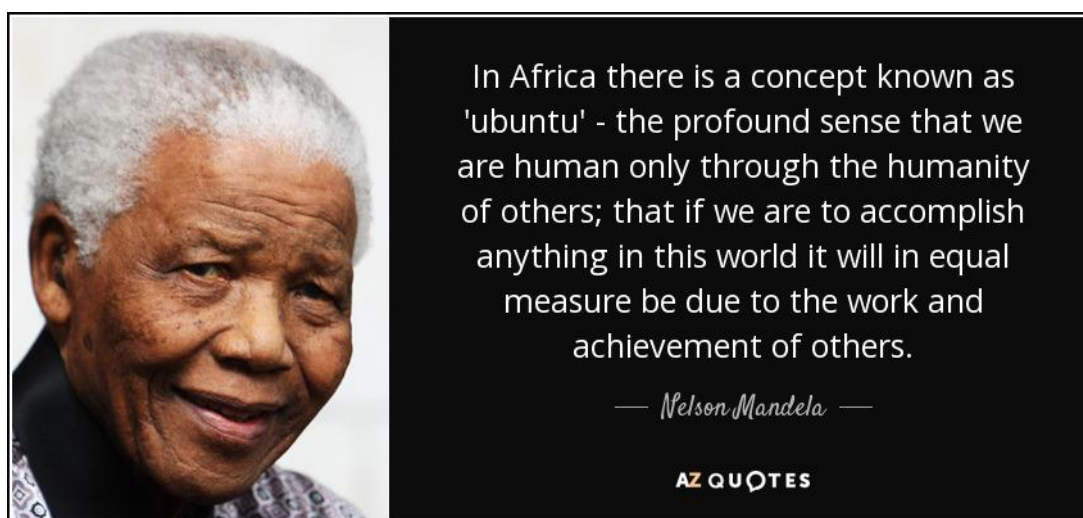 In Africa there is a concept known as
'ubuntu' - the profound sense that we
are human only through the humanity
of others; that if we are to accomplish
anything in this world it will in equal
measure be due to the work and
achievement of others.
— Nelson Mandela —
AZ QUOTES